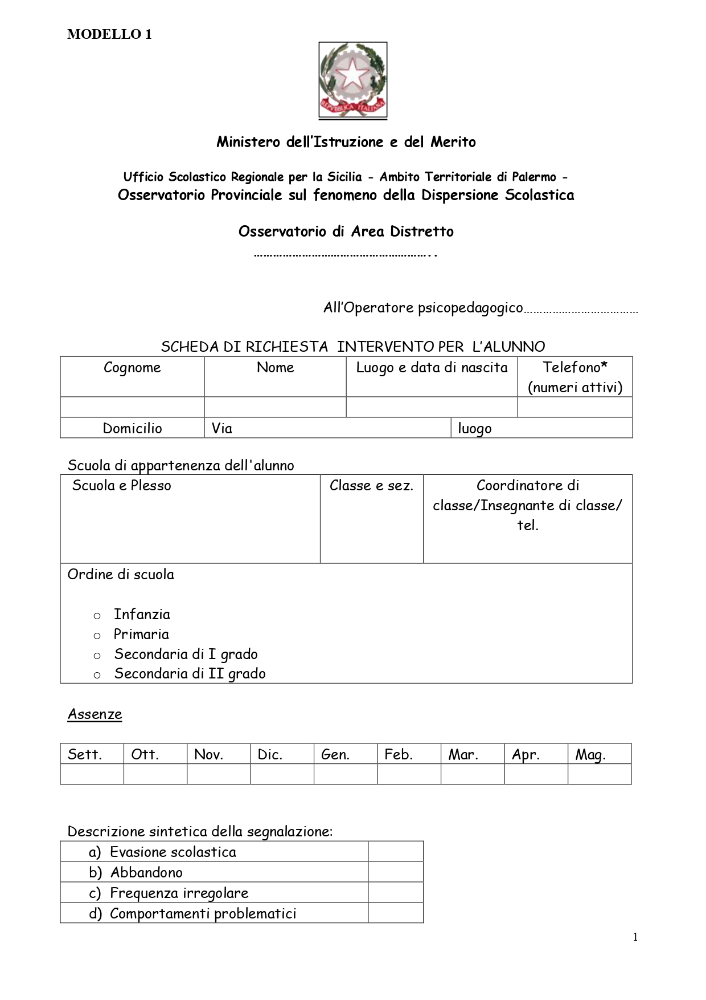 MODELLO 1
REPVBBLICA ITALIANA
Ministero dell'Istruzione e del Merito
Ufficio Scolastico Regionale per la Sicilia - Ambito Territoriale di Palermo -
Osservatorio Provinciale sul fenomeno della Dispersione Scolastica
Osservatorio di Area Distretto
………………………………………………..
All’Operatore psicopedagogico………………………………
SCHEDA DI RICHIESTA  INTERVENTO PER  L’ALUNNO
Cognome Nome Luogo e data di nascita Telefono*
(numeri attivi)
Domicilio Via luogo
Scuola di appartenenza dell'alunno
Scuola e Plesso Classe e sez. Coordinatore di
classe/Insegnante di classe/
tel.
Ordine di scuola
o Infanzia
o Primaria
o Secondaria di I grado
o Secondaria di II grado
Assenze
Sett. Ott. Nov. Dic. Gen. Feb. Mar. Apr. Mag.
Descrizione sintetica della segnalazione:
a) Evasione scolastica
b) Abbandono
c) Frequenza irregolare
d) Comportamenti problematici
1